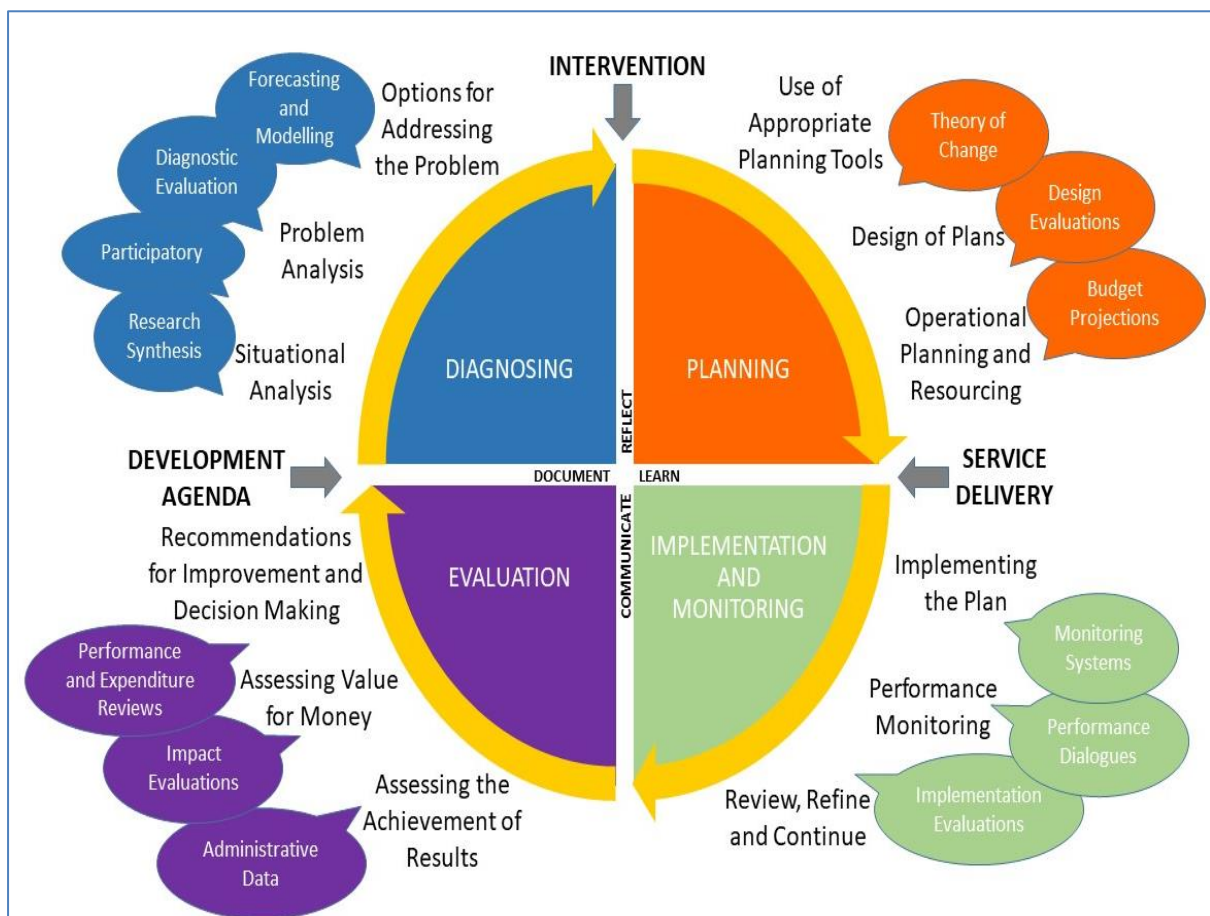 INTERVENTION
Forecasting
and
Modelling
Options for
Addressing
the Problem
Diagnostic
Evaluation
Participatory
Problem
Analysis
Research
Synthesis
Situational
Analysis
DIAGNOSING
Use of
Appropriate
Planning Tools
Theory of
Change
Design
Evaluations
Design of Plans
Budget
Projections
Operational
Planning and
Resourcing
PLANNING
REFLECT
DOCUMENT
LEARN
COMMUNICATE
DEVELOPMENT
AGENDA
SERVICE
DELIVERY
Recommendations
for Improvement and
Decision Making
EVALUATION
Performance
and Expenditure
Reviews
Assessing Value
for Money
Impact
Evaluations
Assessing the
Achievement of
Results
Administrative
Data
IMPLEMENTATION
AND
MONITORING
Implementing
the Plan
Monitoring
Systems
Performance
Monitoring
Performance
Dialogues
Review, Refine
and Continue
Implementation
Evaluations